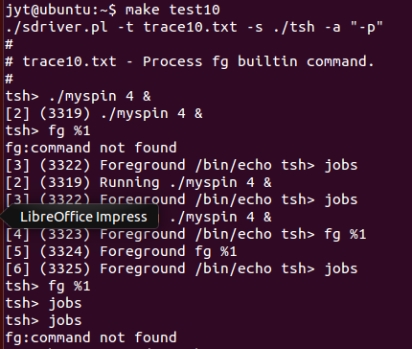 jyt@ubuntu:~$ make test10
./sdriver.pl -t trace10.txt -s ./tsh -a "-p"
#
# trace10.txt - Process fg builtin command.
#
tsh> ./myspin 4 &
[2] (3319) ./myspin 4 &
tsh> fg %1
fg:command not found
[3] (3322) Foreground /bin/echo tsh> jobs
[2] (3319) Running ./myspin 4 &
[3] (3322) Foreground /bin/echo tsh> jobs
LibreOffice Impress ./myspin 4 &
[4] (3323) Foreground /bin/echo tsh> fg %1
[5] (3324) Foreground fg %1
[6] (3325) Foreground /bin/echo tsh> jobs
tsh> fg %1
tsh> jobs
tsh> jobs
fg:command not found